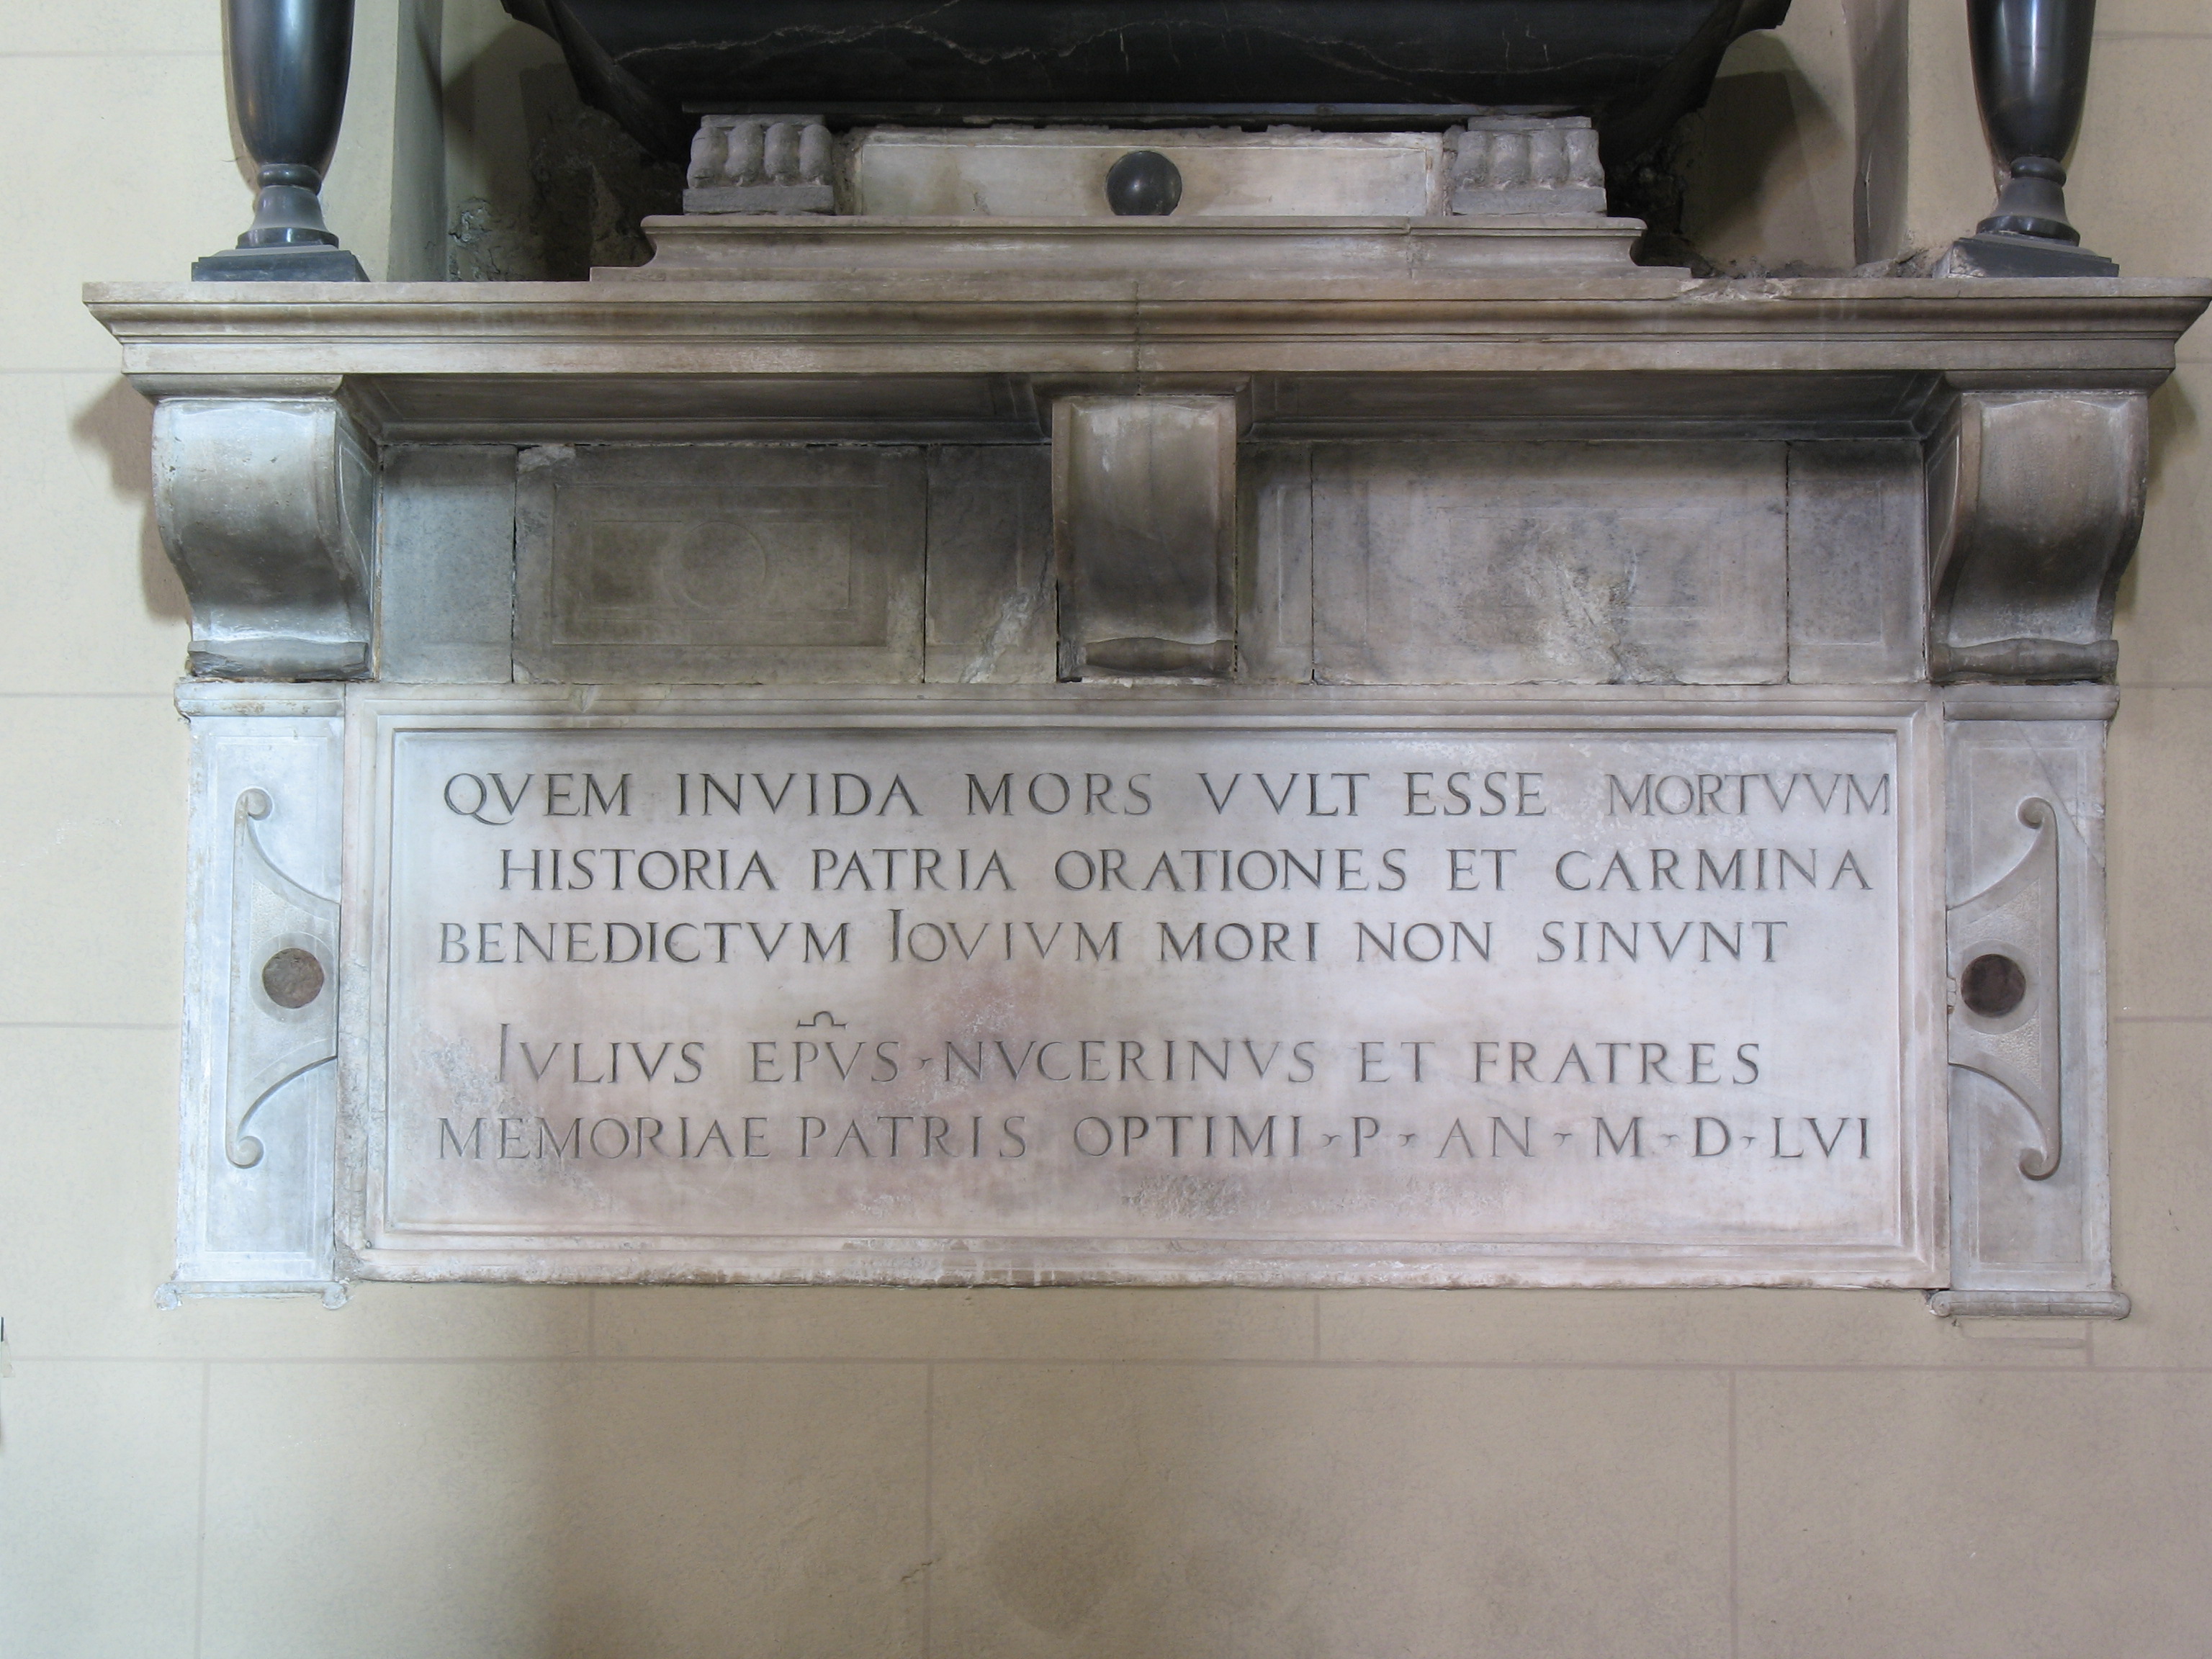 QVEM INVIDA MORS VVLT ESSE MORTVVM
HISTORIA PATRIA ORATIONES ET CARMINA
BENEDICTVM IOVIVM MORI NON SINVNT
IVLIVS EPVS · NVCERINVS ET FRATRES
MEMORIAE PATRIS OPTIMI · P · AN · M · D · LVI